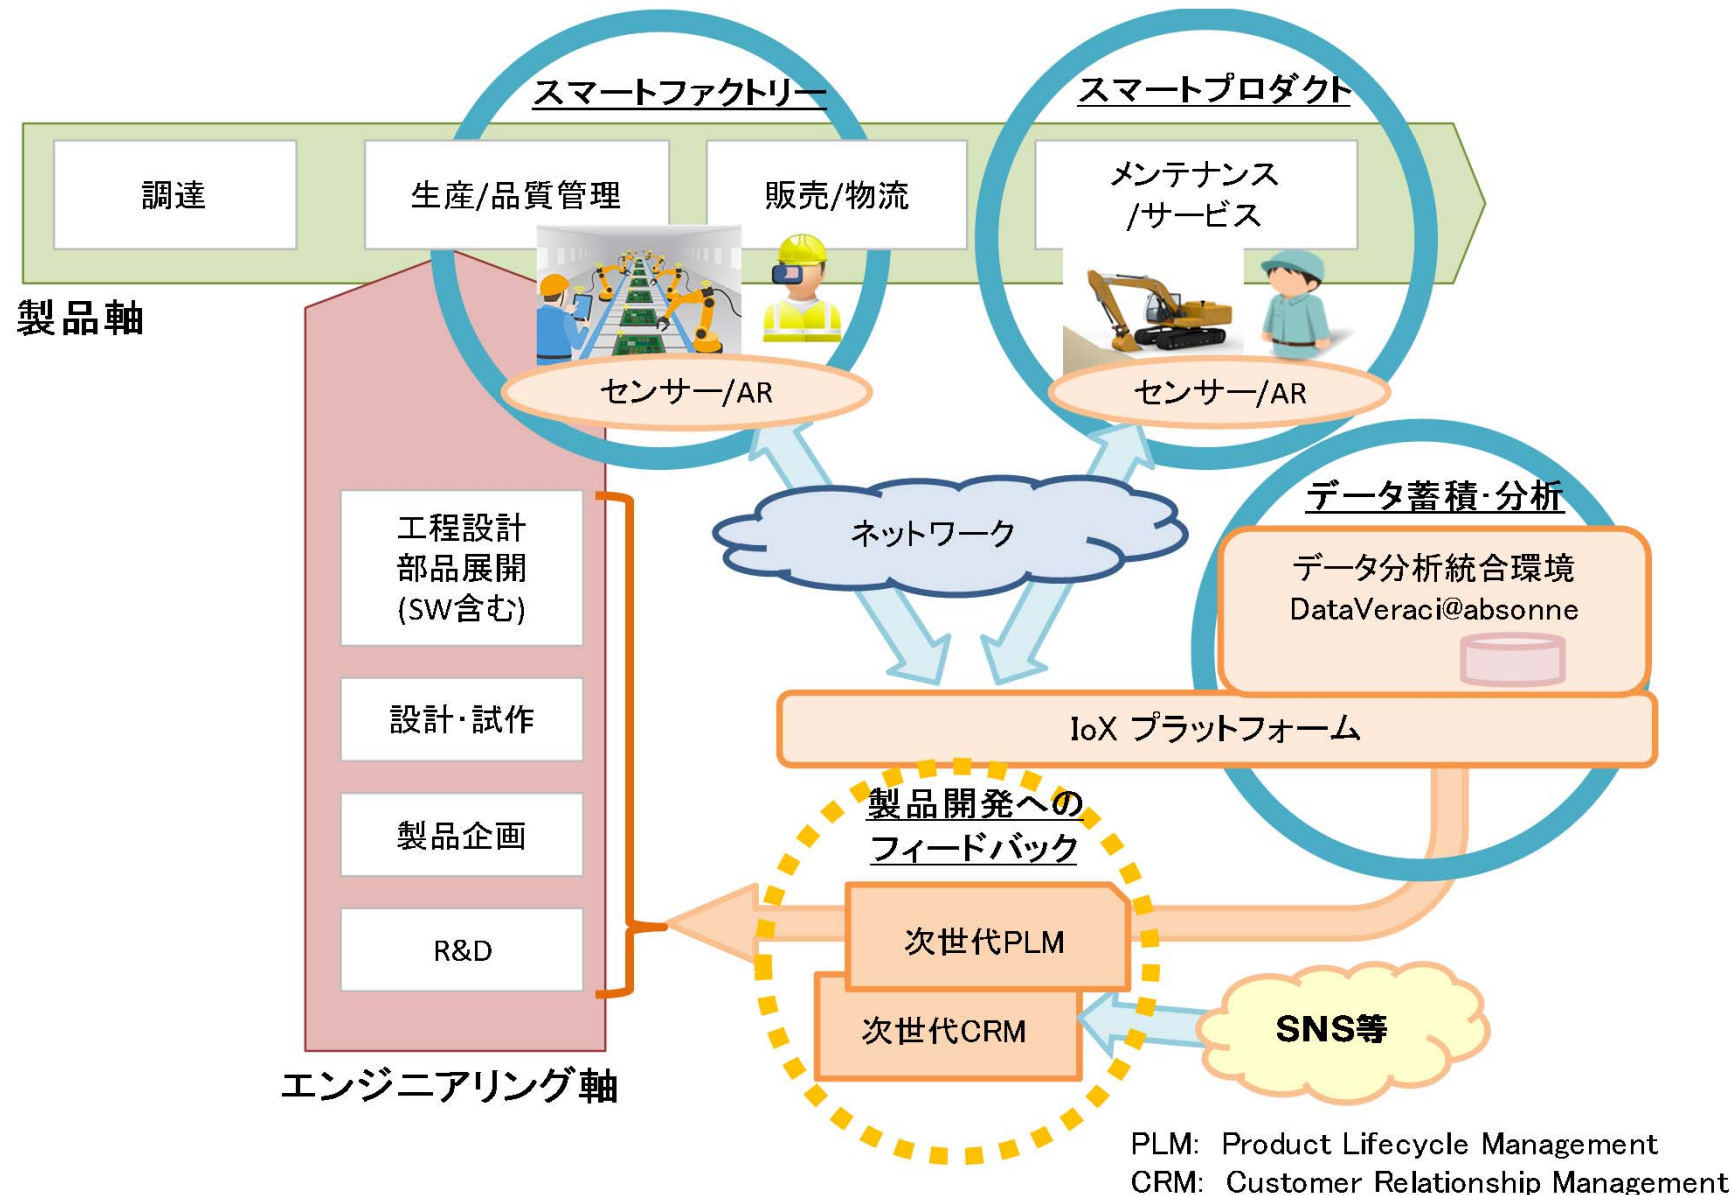 スマートファクトリー
スマートプロダクト
調達
生産/品質管理
販売/物流
メンテナンス
/サービス
製品軸
センサー/AR
センサー/AR
工程設計
部品展開
(SW含む)
ネットワーク
データ蓄積・分析
データ分析統合環境
DataVeraci@absonne
設計・試作
IoX プラットフォーム
製品企画
製品開発への
フィードバック
R&D
次世代PLM
次世代CRM
SNS等
エンジニアリング軸
PLM: Product Lifecycle Management
CRM: Customer Relationship Management